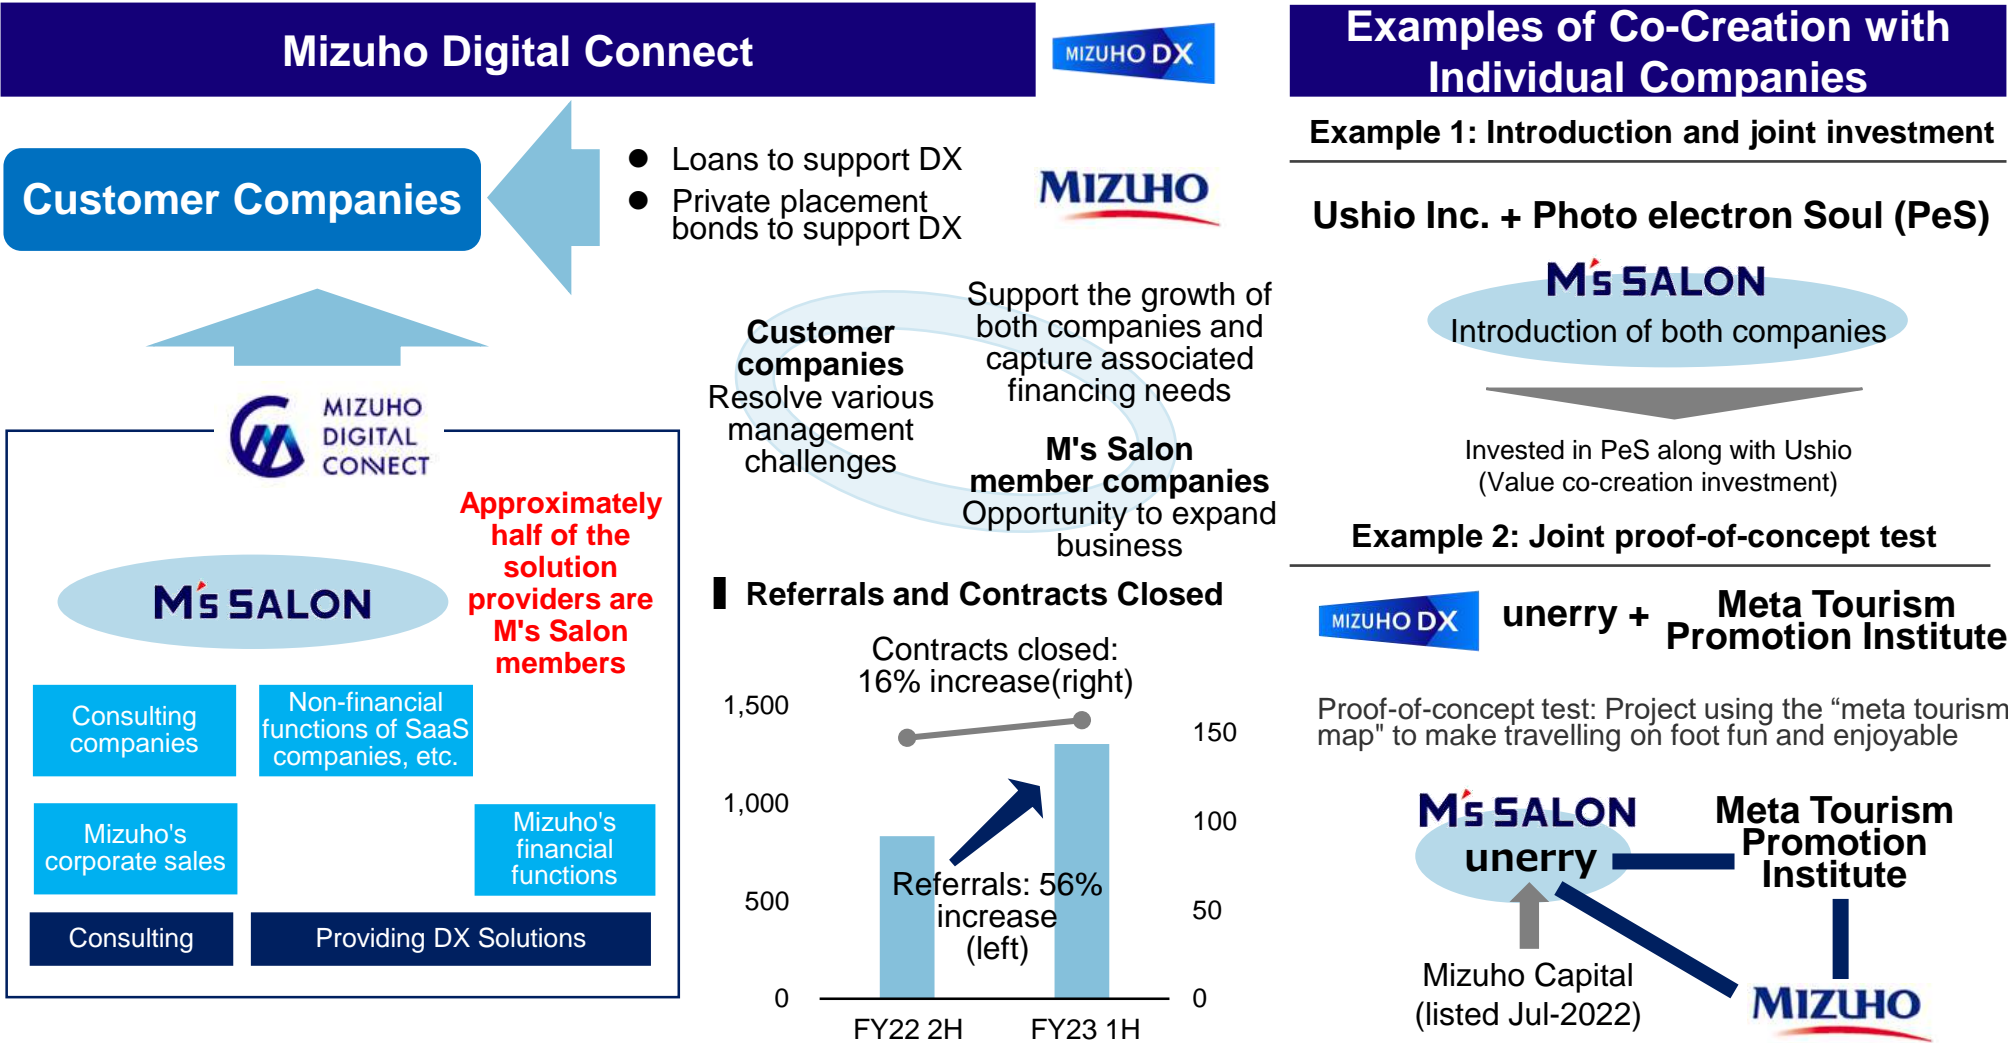 Mizuho Digital Connect
MIZUHO DX
Customer Companies
● Loans to support DX
● Private placement
bonds to support DX
MIZUHO
MIZUHO
DIGITAL
CONNECT
Approximately
half of the
solution
providers are
M's Salon
members
M's SALON
Consulting
companies
Non-financial
functions of SaaS
companies, etc.
Mizuho's
corporate sales
Mizuho's
financial
functions
Consulting
Providing DX Solutions
Customer
companies
Resolve various
management
challenges
Support the growth of
both companies and
capture associated
financing needs
M's Salon
member companies
Opportunity to expand
business
Referrals and Contracts Closed
Contracts closed:
16% increase(right)
1,500
1,000
500
0
150
100
50
0
Referrals: 56%
increase
(left)
FY22 2H
FY23 1H
Examples of Co-Creation with
Individual Companies
Example 1: Introduction and joint investment
Ushio Inc. + Photo electron Soul (PeS)
M's SALON
Introduction of both companies
Invested in PeS along with Ushio
(Value co-creation investment)
Example 2: Joint proof-of-concept test
MIZUHO DX
unerry +
Meta Tourism
Promotion Institute
Proof-of-concept test: Project using the “meta tourism
map" to make travelling on foot fun and enjoyable
M's SALON
unerry
Meta Tourism
Promotion
Institute
Mizuho Capital
(listed Jul-2022)
MIZUHO